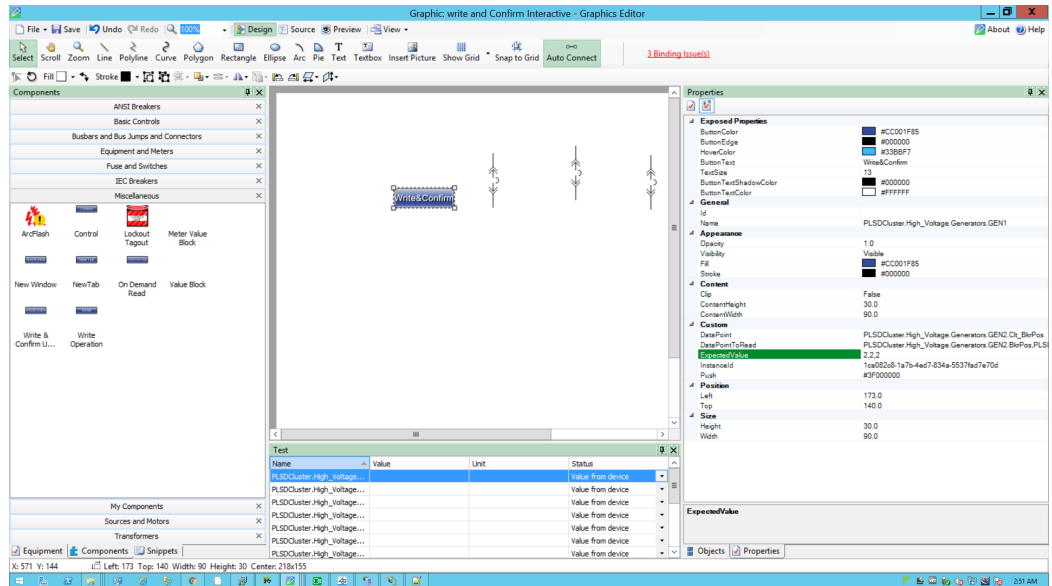 Graphic: write and Confirm Interactive - Graphics Editor
File Save Undo Redo 100% Design Source Preview View About Help
Select Scroll Zoom Line Polyline Curve Polygon Rectangle Ellipse Arc Pie Text Textbox Insert Picture Show Grid Snap to Grid Auto Connect 3 Binding Issue(s)
Fill Stroke
Components
ANSI Breakers
Basic Controls
Busbars and Bus Jumps and Connectors
Equipment and Meters
Fuse and Switches
IEC Breakers
Miscellaneous
ArcFlash Control Lockout Tagout Meter Value Block
New Window NewTab On Demand Read Value Block
Write & Confirm U... Write Operation
My Components
Sources and Motors
Transformers
Equipment Components Snippets
Write&Confirm
Test
Name Value Unit Status
PLSDCluster.High_Voltage... Value from device
PLSDCluster.High_Voltage... Value from device
PLSDCluster.High_Voltage... Value from device
PLSDCluster.High_Voltage... Value from device
PLSDCluster.High_Voltage... Value from device
PLSDCluster.High_Voltage... Value from device
PLSDCluster.High_Voltage... Value from device
Properties
Exposed Properties
ButtonColor #CC001F85
ButtonEdge #000000
HoverColor #33BBF7
ButtonText Write&Confirm
TextSize 13
ButtonTextShadowColor #000000
ButtonTextColor #FFFFFF
General
Id
Name PLSDCluster.High_Voltage.Generators.GEN1
Appearance
Opacity 1.0
Visibility Visible
Fill #CC001F85
Stroke #000000
Content
Clip False
ContentHeight 30.0
ContentWidth 90.0
Custom
DataPoint PLSDCluster.High_Voltage.Generators.GEN2.Clt_BkrPos
DataPointToRead PLSDCluster.High_Voltage.Generators.GEN2.BkrPos,PLS
ExpectedValue 2,2,2
InstanceId 1ca082c8-1a7b-4ed7-834a-5537fad7e70d
Push #3F000000
Position
Left 173.0
Top 140.0
Size
Height 30.0
Width 90.0
ExpectedValue
Objects Properties
X: 571 Y: 144 Left: 173 Top: 140 Width: 90 Height: 30 Center: 218x155
2:51 AM